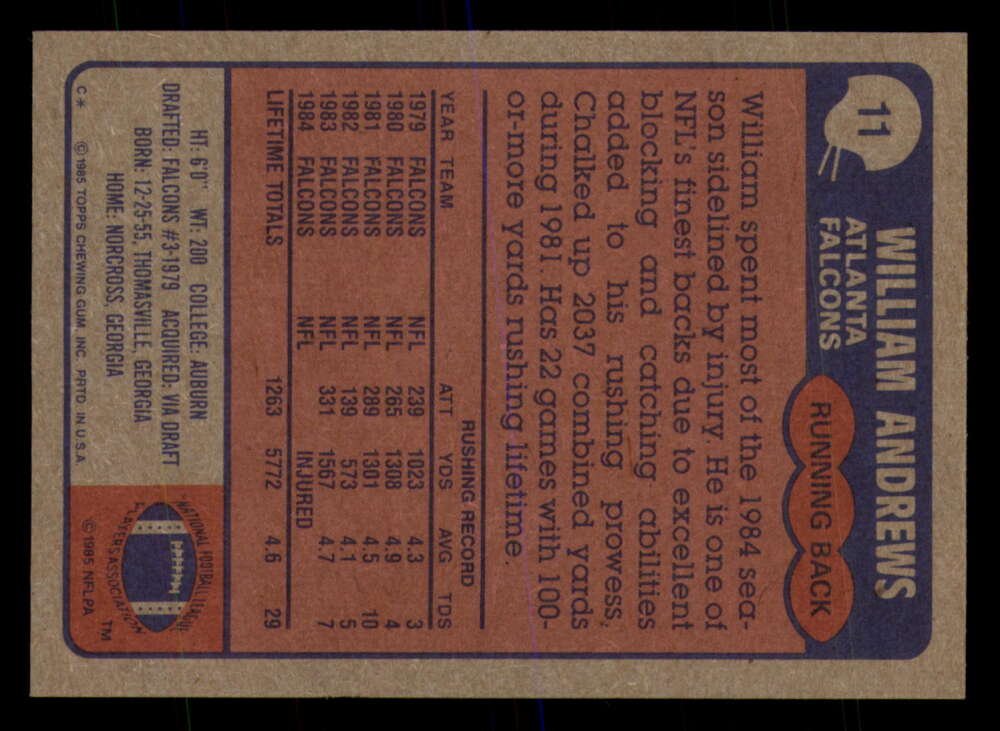 11
WILLIAM ANDREWS
ATLANTA
FALCONS
RUNNING BACK
William spent most of the 1984 sea-
son sidelined by injury. He is one of
NFL's finest backs due to excellent
blocking and catching abilities
added to his rushing prowess.
Chalked up 2037 combined yards
during 1981. Has 22 games with 100-
or-more yards rushing lifetime.
RUSHING RECORD
YEAR TEAM ATT YDS AVG TDS
1979 FALCONS NFL 239 1023 4.3 3
1980 FALCONS NFL 265 1308 4.9 4
1981 FALCONS NFL 289 1301 4.5 10
1982 FALCONS NFL 139 573 4.1 5
1983 FALCONS NFL 331 1567 4.7 7
1984 FALCONS NFL INJURED
LIFETIME TOTALS 1263 5772 4.6 29
HT: 6'0" WT: 200 COLLEGE: AUBURN
DRAFTED: FALCONS #3-1979 ACQUIRED: VIA DRAFT
BORN: 12-25-55, THOMASVILLE, GEORGIA
HOME: NORCROSS, GEORGIA
C* © 1985 TOPPS CHEWING GUM, INC. PRTD. IN U.S.A.
NATIONAL FOOTBALL LEAGUE
PLAYERS ASSOCIATION
TM
© 1985 NFLPA